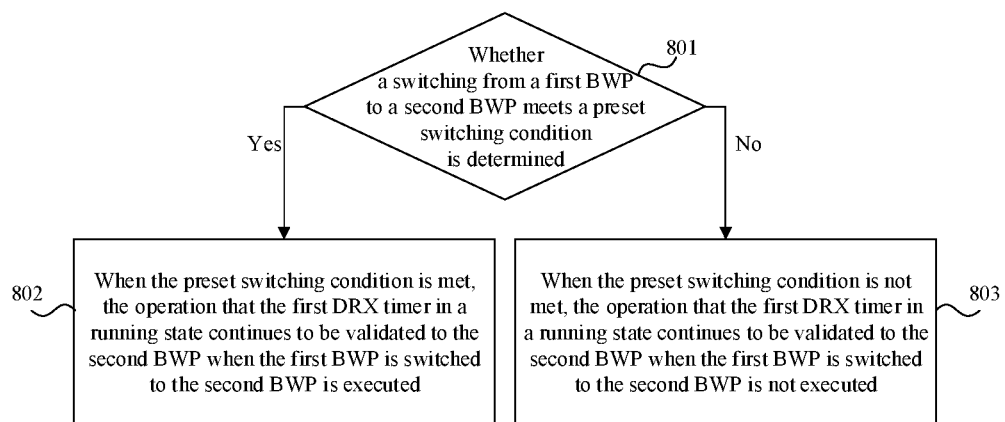 Whether
a switching from a first BWP
to a second BWP meets a preset
switching condition
is determined
801
Yes
No
802
When the preset switching condition is met,
the operation that the first DRX timer in a
running state continues to be validated to the
second BWP when the first BWP is switched
to the second BWP is executed
When the preset switching condition is not
met, the operation that the first DRX timer in
a running state continues to be validated to the
second BWP when the first BWP is switched
to the second BWP is not executed
803